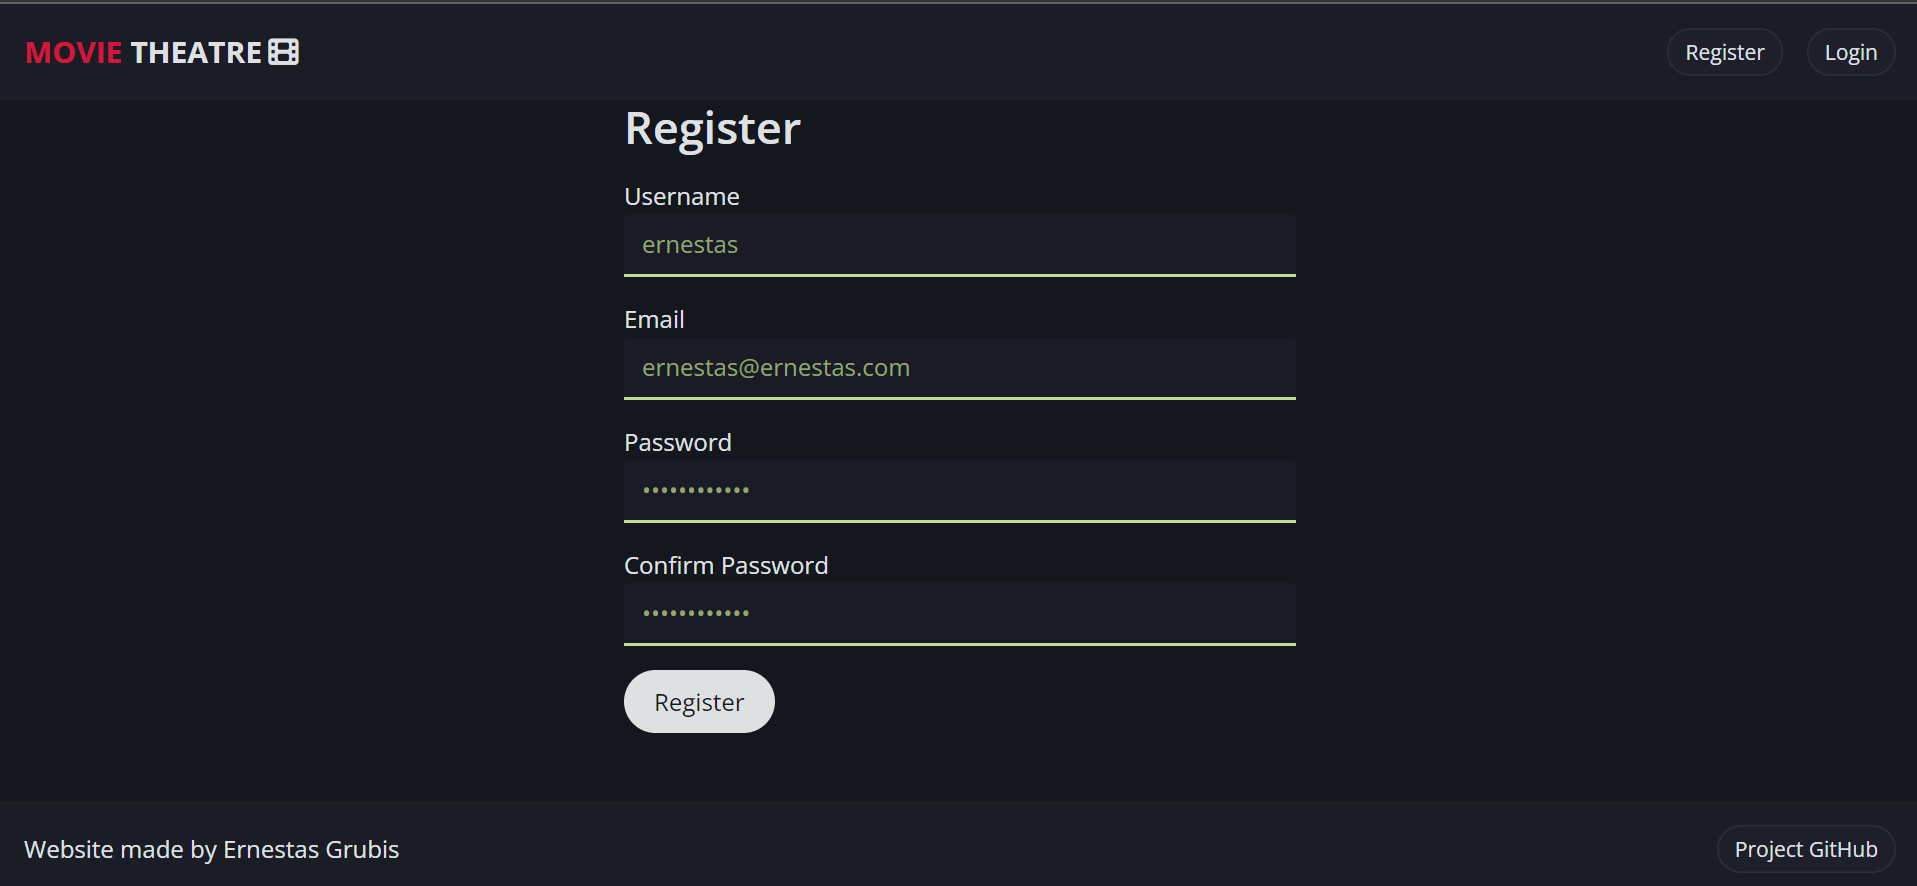 MOVIE THEATRE
Register
Login
Register
Username
ernestas
Email
ernestas@ernestas.com
Password
••••••••••••
Confirm Password
••••••••••••
Register
Website made by Ernestas Grubis
Project GitHub